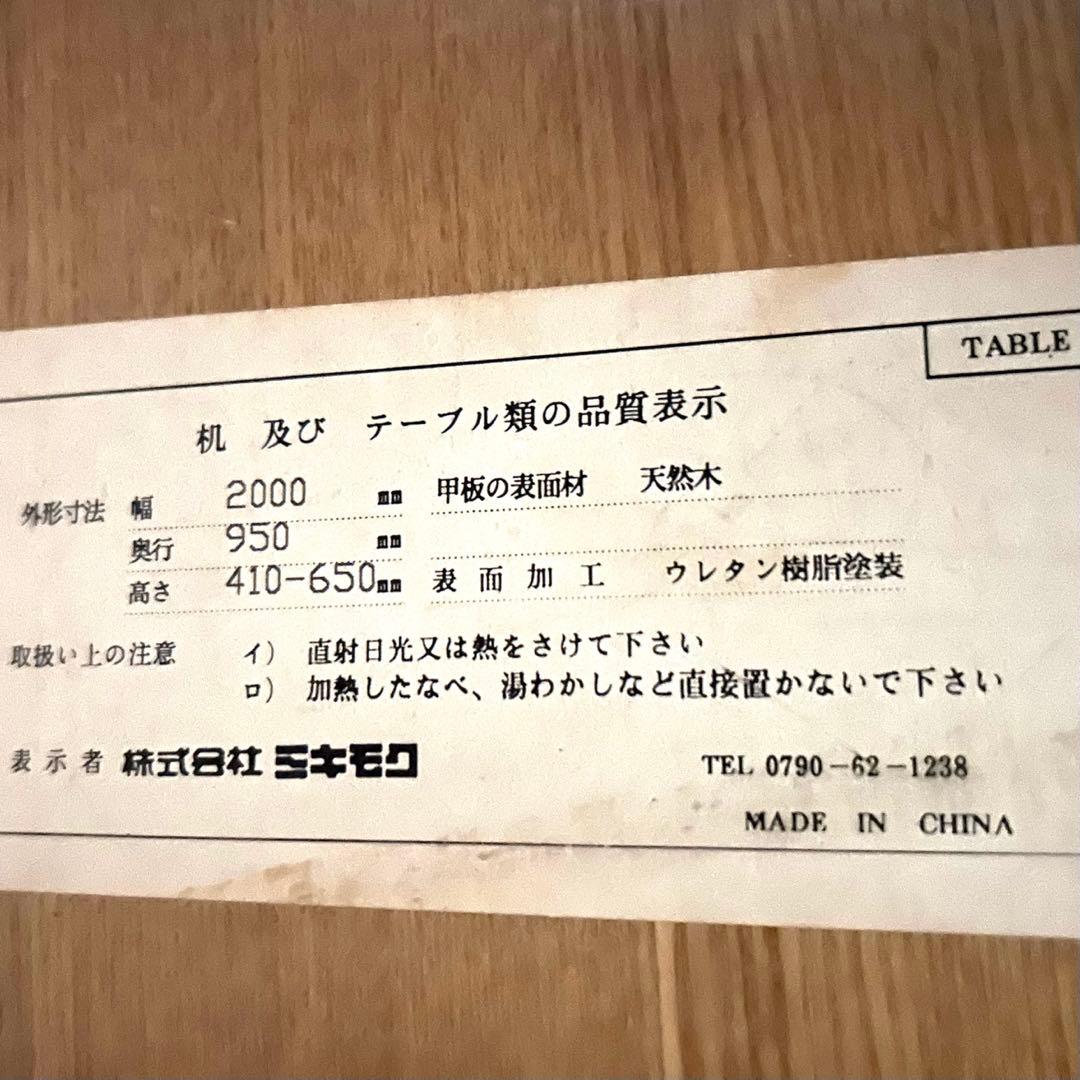 TABLE
机 及び テーブル類の品質表示
外形寸法 幅 2000 mm 甲板の表面材 天然木
奥行 950 mm
高さ 410-650mm 表面加工 ウレタン樹脂塗装
取扱い上の注意 イ) 直射日光又は熱をさけて下さい
ロ) 加熱したなべ、湯わかしなど直接置かないで下さい
表示者 株式会社 ミキモク TEL 0790-62-1238
MADE IN CHINA